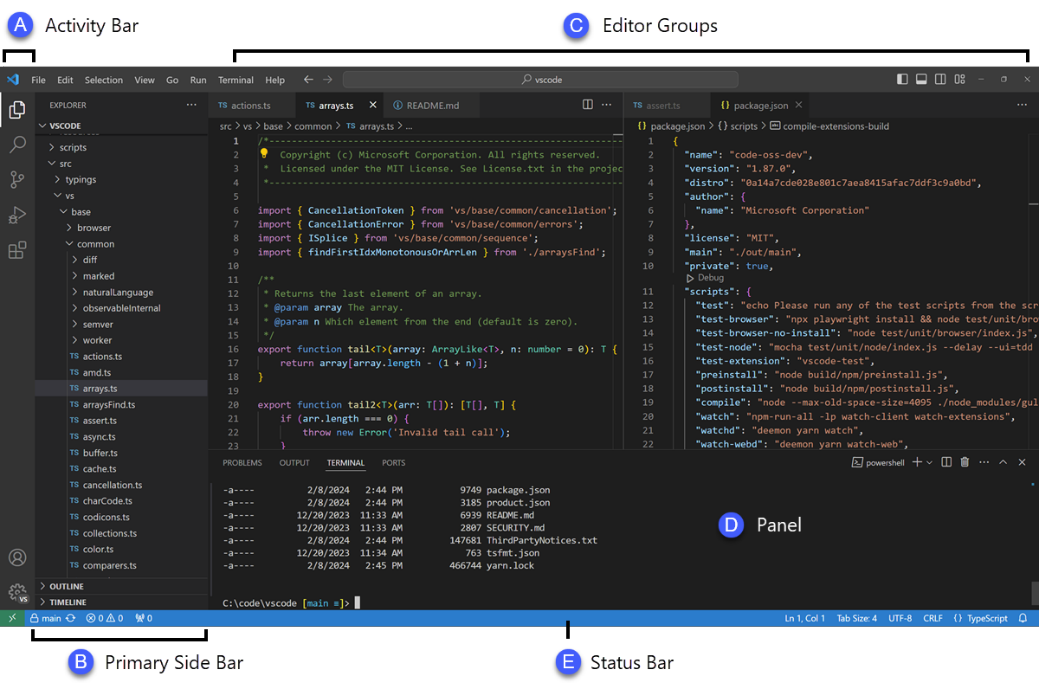 A Activity Bar
C Editor Groups
File Edit Selection View Go Run Terminal Help
vscode
EXPLORER
VSCODE
scripts
src
typings
vs
base
browser
common
diff
marked
naturalLanguage
observableInternal
semver
worker
TS actions.ts
TS amd.ts
TS arrays.ts
TS arraysFind.ts
TS assert.ts
TS async.ts
TS buffer.ts
TS cache.ts
TS cancellation.ts
TS charCode.ts
TS codicons.ts
TS collections.ts
TS color.ts
TS comparers.ts
OUTLINE
TIMELINE
VS
TS actions.ts TS arrays.ts README.md
src > vs > base > common > TS arrays.ts > ...
1 /*---------------------------------------------------------------
2 Copyright (c) Microsoft Corporation. All rights reserved.
3 * Licensed under the MIT License. See License.txt in the projec
4 *---------------------------------------------------------------
5
6 import { CancellationToken } from 'vs/base/common/cancellation';
7 import { CancellationError } from 'vs/base/common/errors';
8 import { ISplice } from 'vs/base/common/sequence';
9 import { findFirstIdxMonotonousOrArrLen } from './arraysFind';
10
11 /**
12 * Returns the last element of an array.
13 * @param array The array.
14 * @param n Which element from the end (default is zero).
15 */
16 export function tail<T>(array: ArrayLike<T>, n: number = 0): T {
17 return array[array.length - (1 + n)];
18 }
19
20 export function tail2<T>(arr: T[]): [T[], T] {
21 if (arr.length === 0) {
22 throw new Error('Invalid tail call');
23 }
TS assert.ts {} package.json
{} package.json > {} scripts > compile-extensions-build
1 {
2 "name": "code-oss-dev",
3 "version": "1.87.0",
4 "distro": "0a14a7cde028e801c7aea8415afac7ddf3c9a0bd",
5 "author": {
6 "name": "Microsoft Corporation"
7 },
8 "license": "MIT",
9 "main": "./out/main",
10 "private": true,
Debug
11 "scripts": {
12 "test": "echo Please run any of the test scripts from the scr
13 "test-browser": "npx playwright install && node test/unit/bro
14 "test-browser-no-install": "node test/unit/browser/index.js",
15 "test-node": "mocha test/unit/node/index.js --delay --ui=tdd
16 "test-extension": "vscode-test",
17 "preinstall": "node build/npm/preinstall.js",
18 "postinstall": "node build/npm/postinstall.js",
19 "compile": "node --max-old-space-size=4095 ./node_modules/gul
20 "watch": "npm-run-all -lp watch-client watch-extensions",
21 "watchd": "deemon yarn watch",
22 "watch-webd": "deemon yarn watch-web",
PROBLEMS OUTPUT TERMINAL PORTS
powershell
-a---- 2/8/2024 2:44 PM 9749 package.json
-a---- 2/8/2024 2:44 PM 3185 product.json
-a---- 12/20/2023 11:33 AM 6939 README.md
-a---- 12/20/2023 11:33 AM 2807 SECURITY.md
-a---- 2/8/2024 2:44 PM 147681 ThirdPartyNotices.txt
-a---- 12/20/2023 11:34 AM 763 tsfmt.json
-a---- 2/8/2024 2:45 PM 466744 yarn.lock
C:\code\vscode [main ≡]>
D Panel
main 0 0 0
Ln 1, Col 1 Tab Size: 4 UTF-8 CRLF {} TypeScript
B Primary Side Bar
E Status Bar